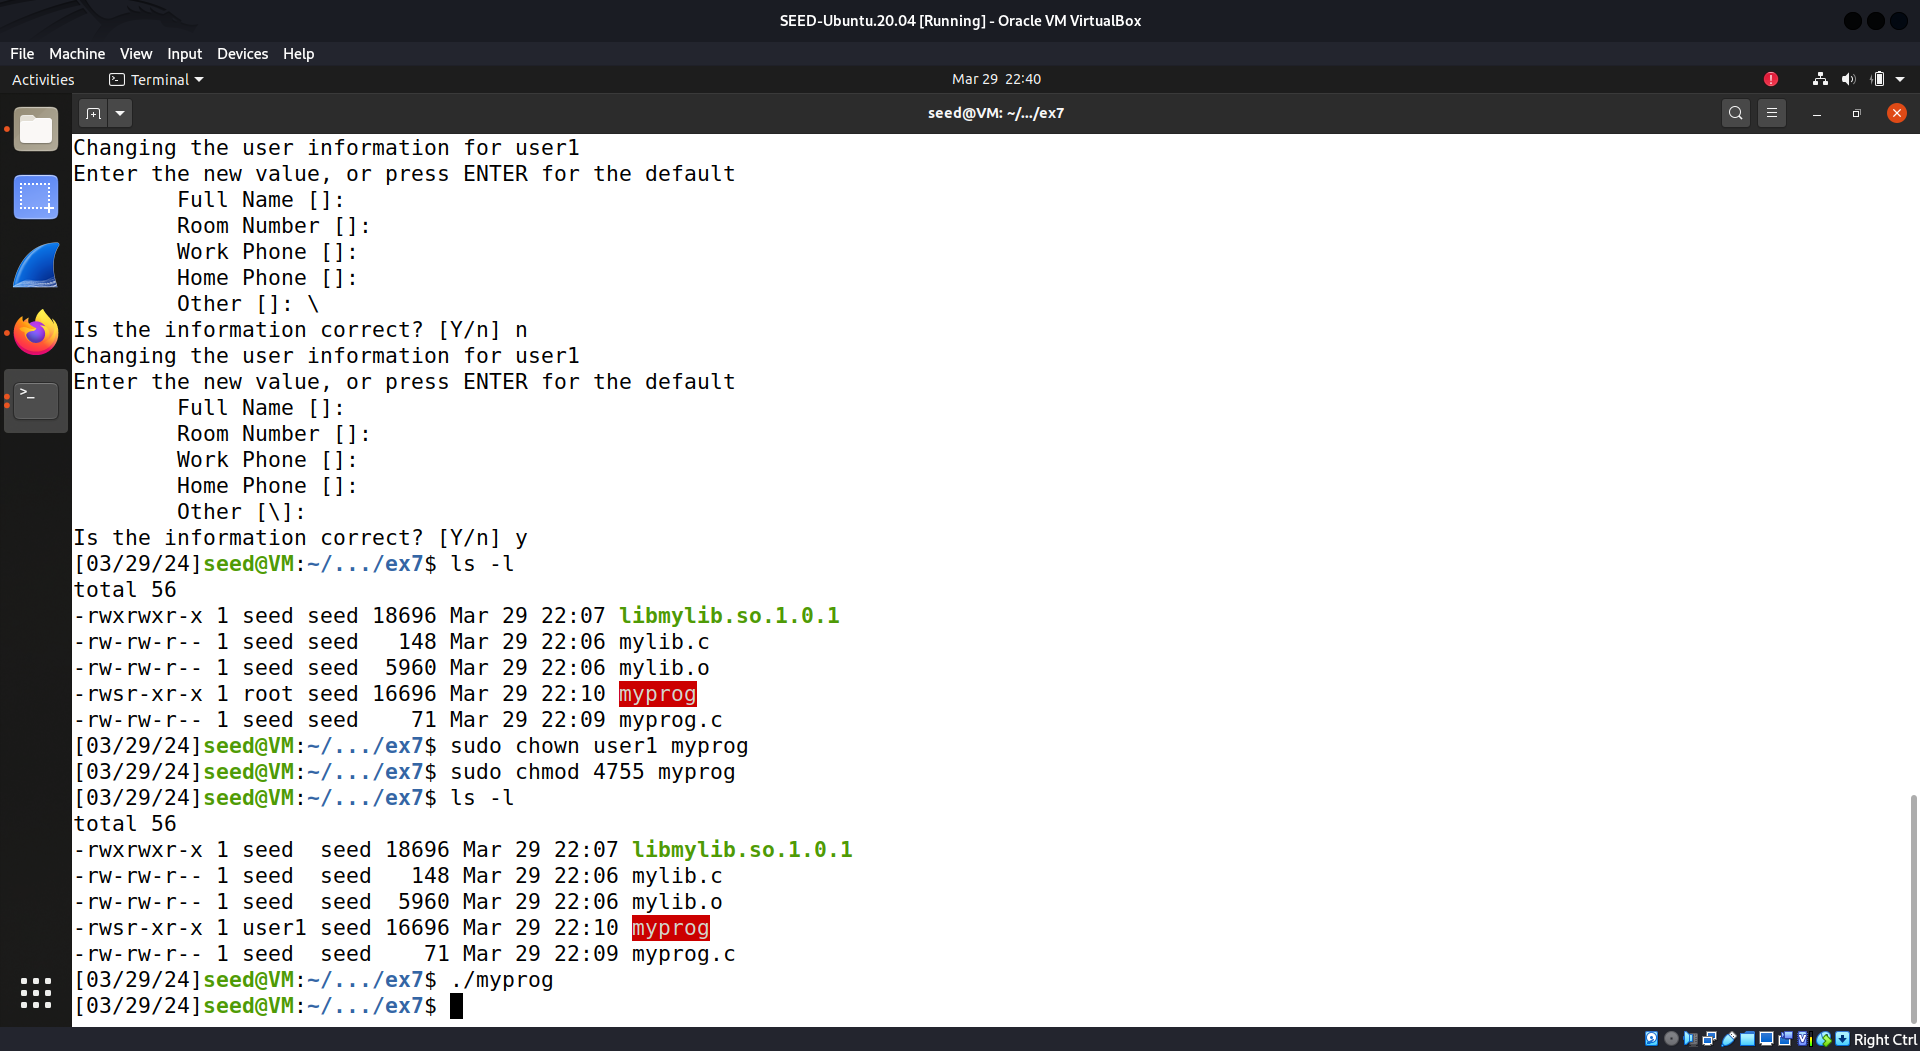 SEED-Ubuntu.20.04 [Running] - Oracle VM VirtualBox
File Machine View Input Devices Help
Activities Terminal Mar 29 22:40
seed@VM: ~/.../ex7
Changing the user information for user1
Enter the new value, or press ENTER for the default
Full Name []:
Room Number []:
Work Phone []:
Home Phone []:
Other []: \
Is the information correct? [Y/n] n
Changing the user information for user1
Enter the new value, or press ENTER for the default
Full Name []:
Room Number []:
Work Phone []:
Home Phone []:
Other [\]:
Is the information correct? [Y/n] y
[03/29/24]seed@VM:~/.../ex7$ ls -l
total 56
-rwxrwxr-x 1 seed seed 18696 Mar 29 22:07 libmylib.so.1.0.1
-rw-rw-r-- 1 seed seed   148 Mar 29 22:06 mylib.c
-rw-rw-r-- 1 seed seed  5960 Mar 29 22:06 mylib.o
-rwsr-xr-x 1 root seed 16696 Mar 29 22:10 myprog
-rw-rw-r-- 1 seed seed    71 Mar 29 22:09 myprog.c
[03/29/24]seed@VM:~/.../ex7$ sudo chown user1 myprog
[03/29/24]seed@VM:~/.../ex7$ sudo chmod 4755 myprog
[03/29/24]seed@VM:~/.../ex7$ ls -l
total 56
-rwxrwxr-x 1 seed  seed 18696 Mar 29 22:07 libmylib.so.1.0.1
-rw-rw-r-- 1 seed  seed   148 Mar 29 22:06 mylib.c
-rw-rw-r-- 1 seed  seed  5960 Mar 29 22:06 mylib.o
-rwsr-xr-x 1 user1 seed 16696 Mar 29 22:10 myprog
-rw-rw-r-- 1 seed  seed    71 Mar 29 22:09 myprog.c
[03/29/24]seed@VM:~/.../ex7$ ./myprog
[03/29/24]seed@VM:~/.../ex7$
Right Ctrl